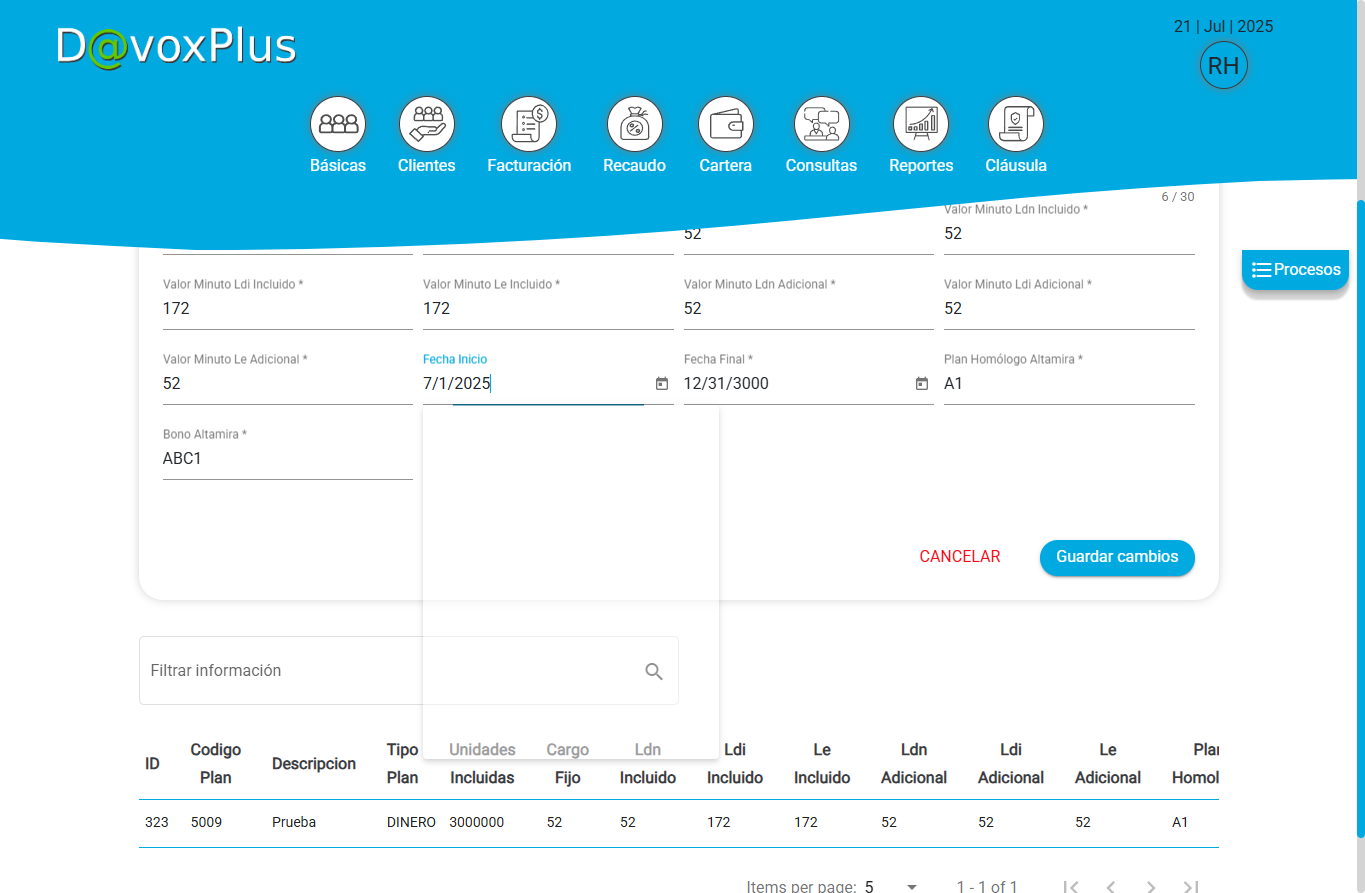 D@voxPlus
21 | Jul | 2025
RH
Básicas Clientes Facturación Recaudo Cartera Consultas Reportes Cláusula
6 / 30
Valor Minuto Ldn Incluido *
52 52
Procesos
Valor Minuto Ldi Incluido * Valor Minuto Le Incluido * Valor Minuto Ldn Adicional * Valor Minuto Ldi Adicional *
172 172 52 52
Valor Minuto Le Adicional * Fecha Inicio Fecha Final * Plan Homólogo Altamira *
52 7/1/2025 12/31/3000 A1
Bono Altamira *
ABC1
CANCELAR Guardar cambios
Filtrar información
ID Codigo Plan Descripcion Tipo Plan Unidades Incluidas Cargo Fijo Ldn Incluido Ldi Incluido Le Incluido Ldn Adicional Ldi Adicional Le Adicional Plan Homol
323 5009 Prueba DINERO 3000000 52 52 172 172 52 52 52 A1
Items per page: 5 1 - 1 of 1